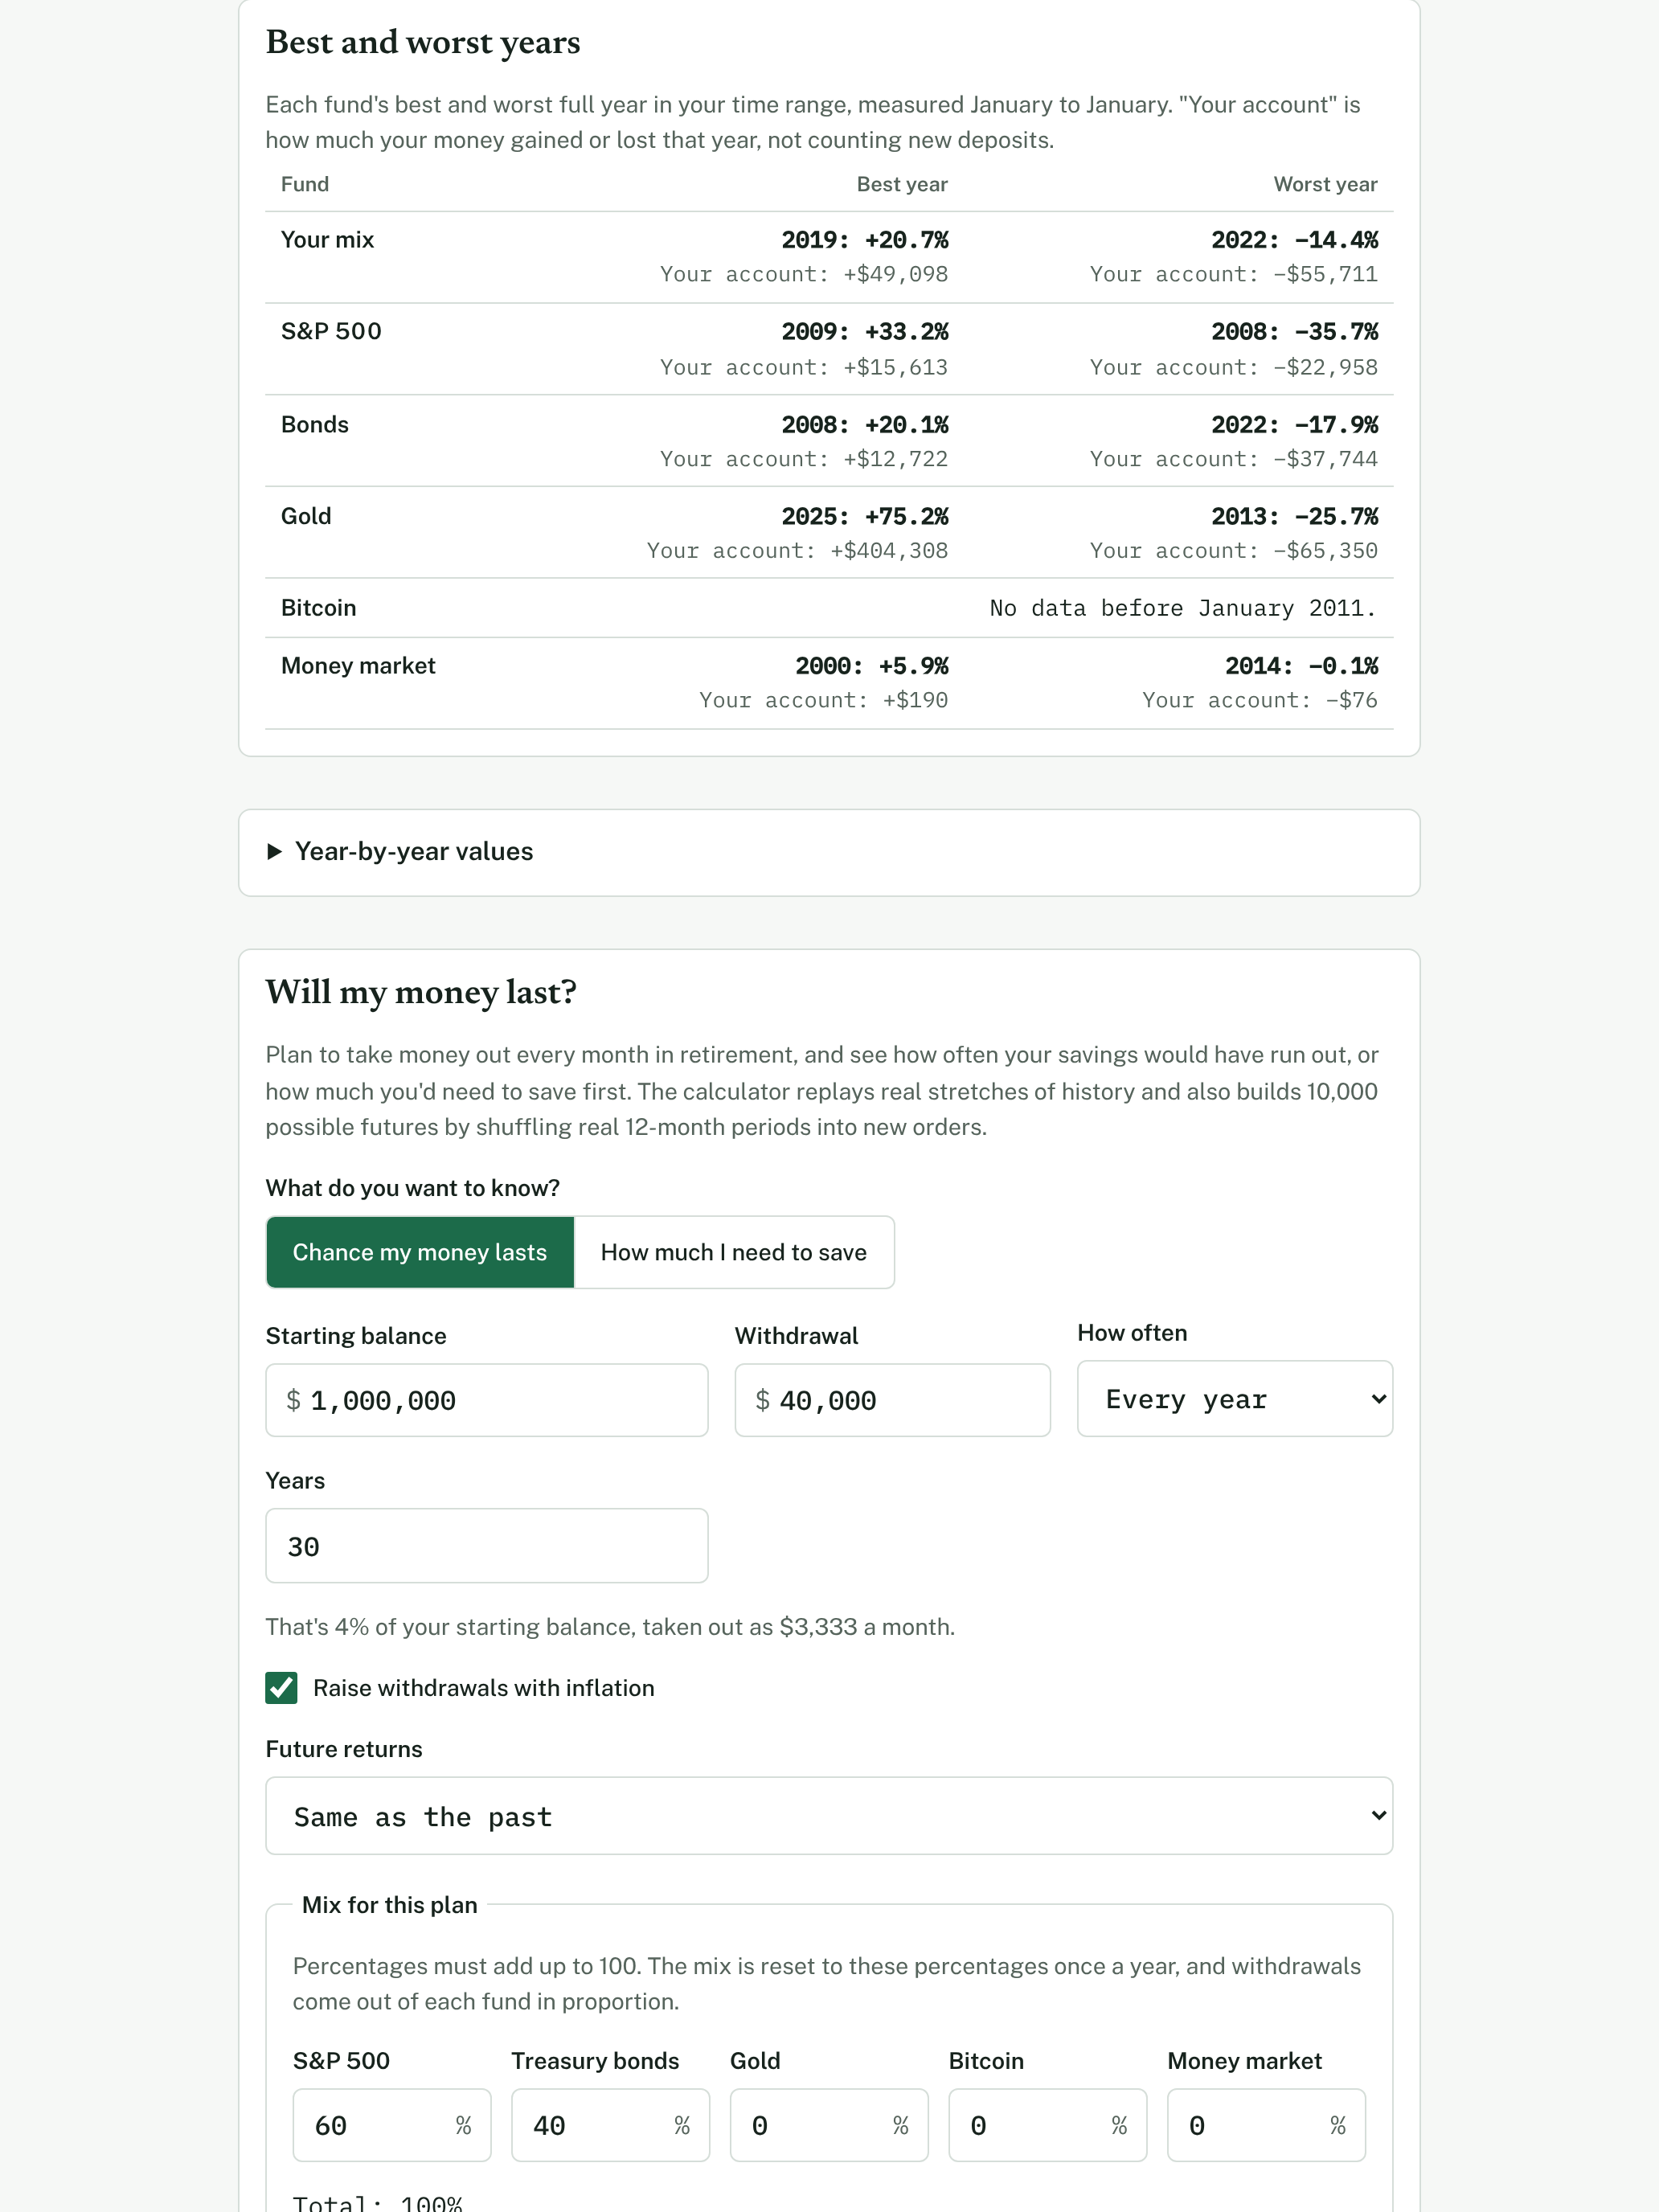 Best and worst years
Each fund's best and worst full year in your time range, measured January to January. "Your account" is
how much your money gained or lost that year, not counting new deposits.
Fund Best year Worst year
Your mix 2019: +20.7% 2022: −14.4%
Your account: +$49,098 Your account: −$55,711
S&P 500 2009: +33.2% 2008: −35.7%
Your account: +$15,613 Your account: −$22,958
Bonds 2008: +20.1% 2022: −17.9%
Your account: +$12,722 Your account: −$37,744
Gold 2025: +75.2% 2013: −25.7%
Your account: +$404,308 Your account: −$65,350
Bitcoin No data before January 2011.
Money market 2000: +5.9% 2014: −0.1%
Your account: +$190 Your account: −$76
Year-by-year values
Will my money last?
Plan to take money out every month in retirement, and see how often your savings would have run out, or
how much you'd need to save first. The calculator replays real stretches of history and also builds 10,000
possible futures by shuffling real 12-month periods into new orders.
What do you want to know?
Chance my money lasts How much I need to save
Starting balance Withdrawal How often
$ 1,000,000 $ 40,000 Every year
Years
30
That's 4% of your starting balance, taken out as $3,333 a month.
Raise withdrawals with inflation
Future returns
Same as the past
Mix for this plan
Percentages must add up to 100. The mix is reset to these percentages once a year, and withdrawals
come out of each fund in proportion.
S&P 500 Treasury bonds Gold Bitcoin Money market
60 % 40 % 0 % 0 % 0 %
Total: 100%